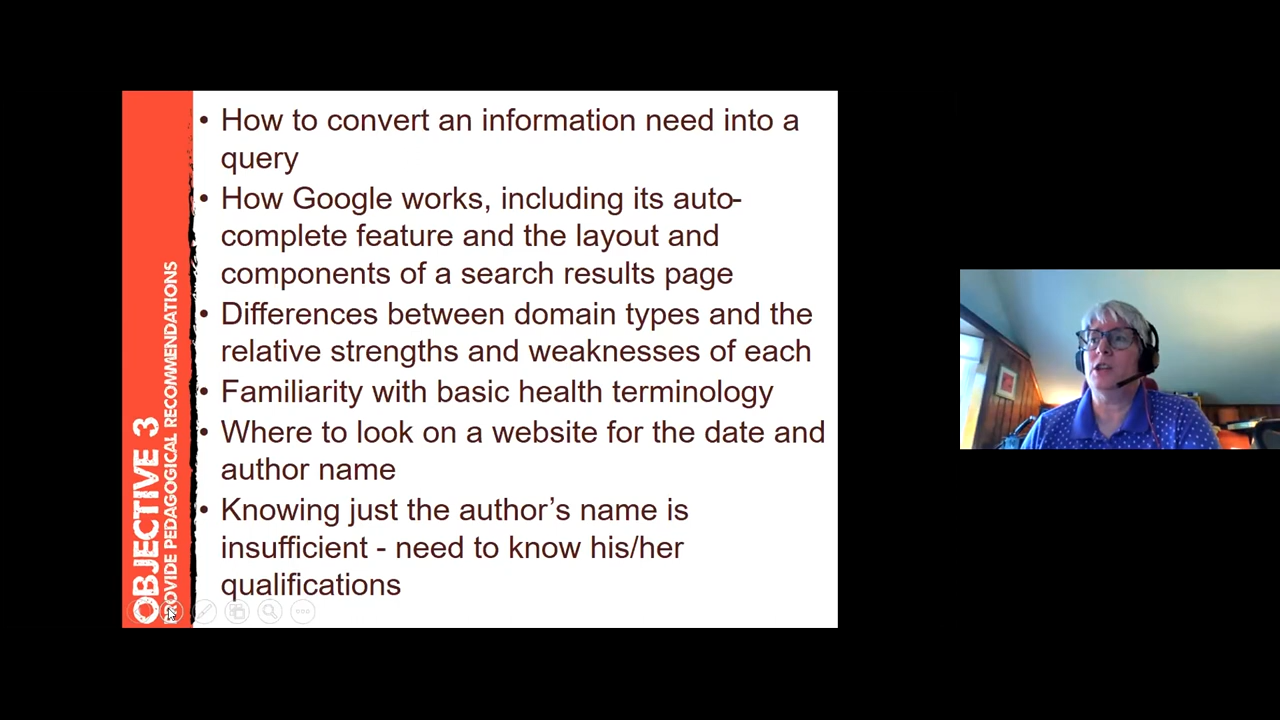 OBJECTIVE 3
PROVIDE PEDAGOGICAL RECOMMENDATIONS
• How to convert an information need into a
query
• How Google works, including its auto-
complete feature and the layout and
components of a search results page
• Differences between domain types and the
relative strengths and weaknesses of each
• Familiarity with basic health terminology
• Where to look on a website for the date and
author name
• Knowing just the author’s name is
insufficient - need to know his/her
qualifications